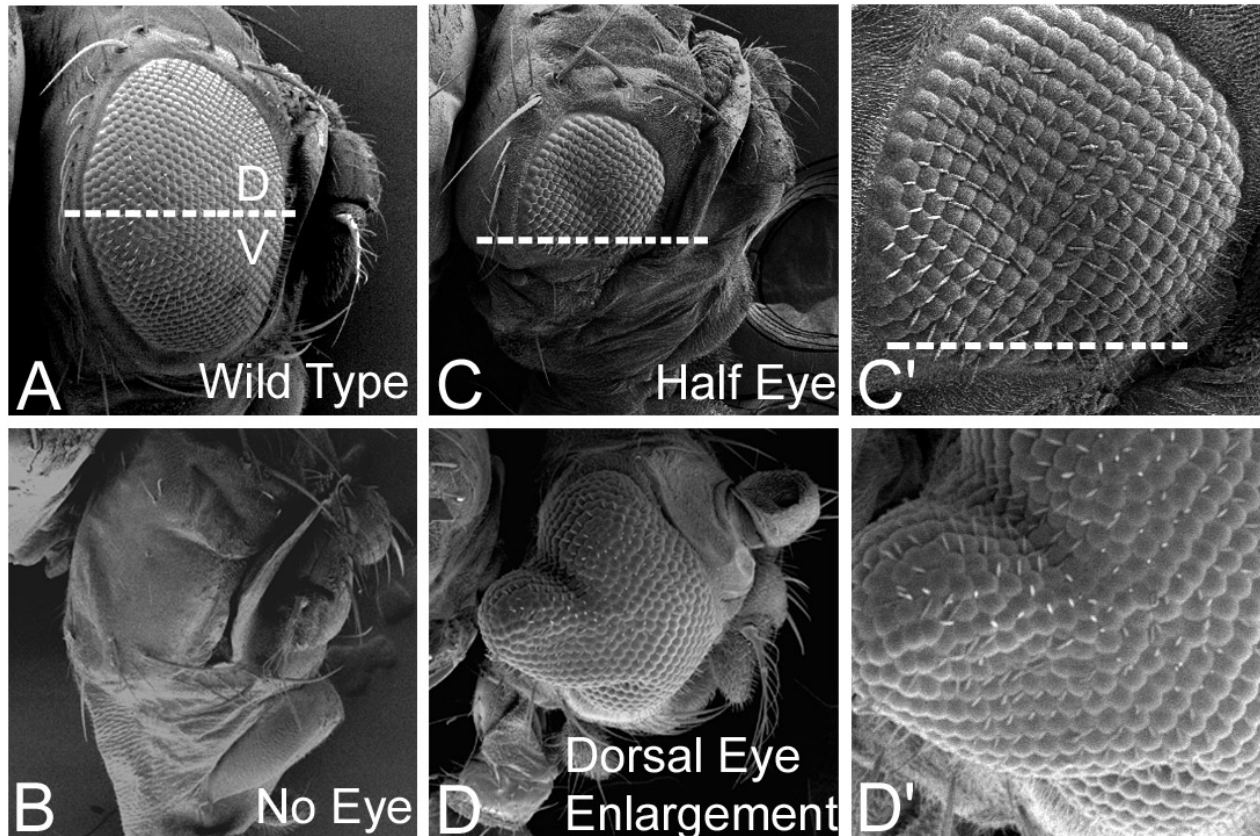 D
V
A
Wild Type
C
Half Eye
C'
B
No Eye
D
Dorsal Eye
Enlargement
D'